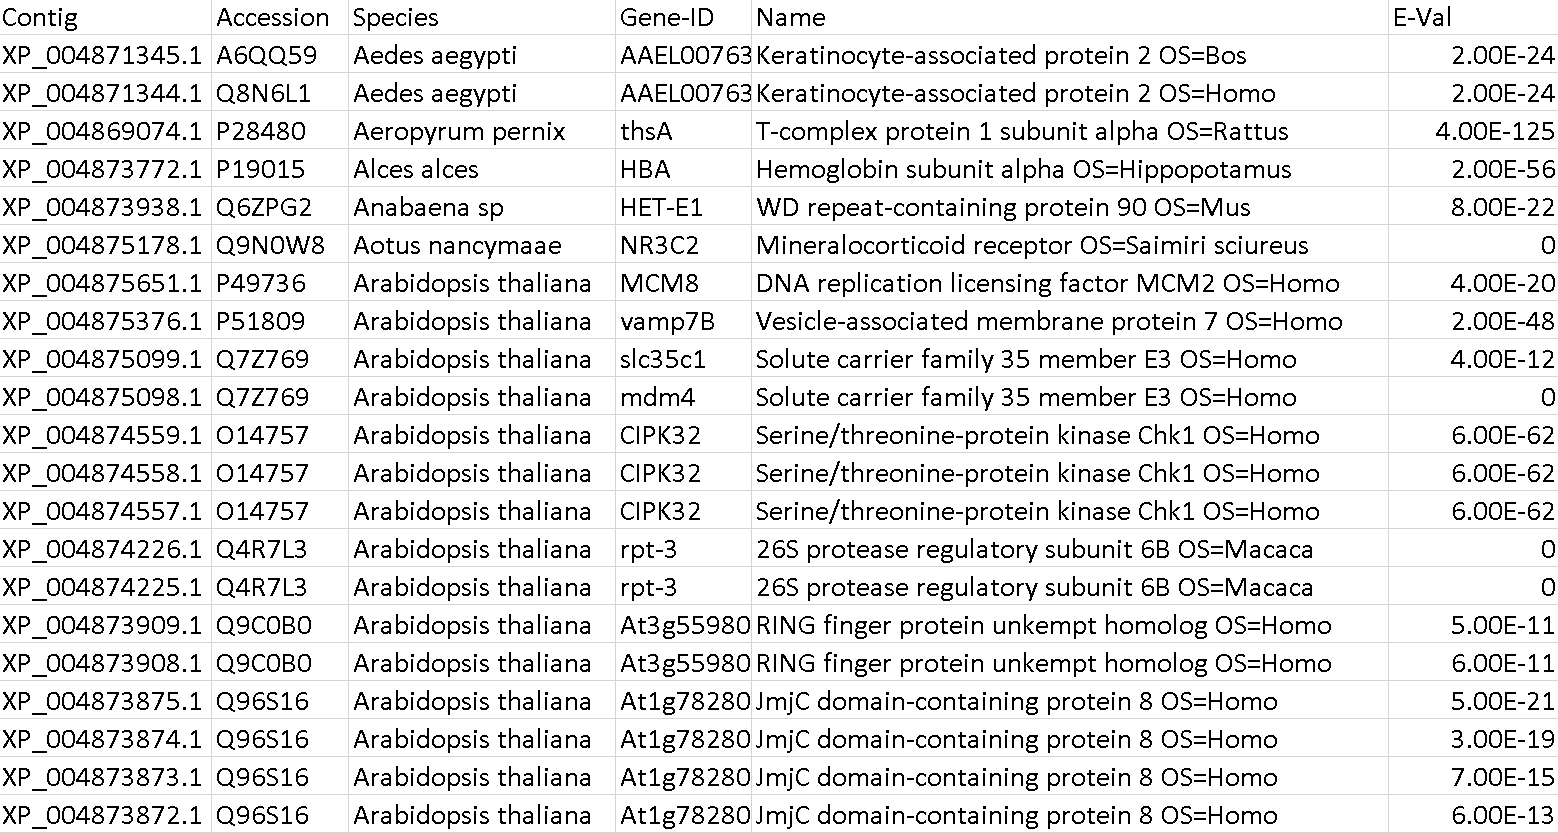 Contig Accession Species Gene-ID Name E-Val
XP_004871345.1 A6QQ59 Aedes aegypti AAEL00763 Keratinocyte-associated protein 2 OS=Bos 2.00E-24
XP_004871344.1 Q8N6L1 Aedes aegypti AAEL00763 Keratinocyte-associated protein 2 OS=Homo 2.00E-24
XP_004869074.1 P28480 Aeropyrum pernix thsA T-complex protein 1 subunit alpha OS=Rattus 4.00E-125
XP_004873772.1 P19015 Alces alces HBA Hemoglobin subunit alpha OS=Hippopotamus 2.00E-56
XP_004873938.1 Q6ZPG2 Anabaena sp HET-E1 WD repeat-containing protein 90 OS=Mus 8.00E-22
XP_004875178.1 Q9N0W8 Aotus nancymaae NR3C2 Mineralocorticoid receptor OS=Saimiri sciureus 0
XP_004875651.1 P49736 Arabidopsis thaliana MCM8 DNA replication licensing factor MCM2 OS=Homo 4.00E-20
XP_004875376.1 P51809 Arabidopsis thaliana vamp7B Vesicle-associated membrane protein 7 OS=Homo 2.00E-48
XP_004875099.1 Q7Z769 Arabidopsis thaliana slc35c1 Solute carrier family 35 member E3 OS=Homo 4.00E-12
XP_004875098.1 Q7Z769 Arabidopsis thaliana mdm4 Solute carrier family 35 member E3 OS=Homo 0
XP_004874559.1 O14757 Arabidopsis thaliana CIPK32 Serine/threonine-protein kinase Chk1 OS=Homo 6.00E-62
XP_004874558.1 O14757 Arabidopsis thaliana CIPK32 Serine/threonine-protein kinase Chk1 OS=Homo 6.00E-62
XP_004874557.1 O14757 Arabidopsis thaliana CIPK32 Serine/threonine-protein kinase Chk1 OS=Homo 6.00E-62
XP_004874226.1 Q4R7L3 Arabidopsis thaliana rpt-3 26S protease regulatory subunit 6B OS=Macaca 0
XP_004874225.1 Q4R7L3 Arabidopsis thaliana rpt-3 26S protease regulatory subunit 6B OS=Macaca 0
XP_004873909.1 Q9C0B0 Arabidopsis thaliana At3g55980 RING finger protein unkempt homolog OS=Homo 5.00E-11
XP_004873908.1 Q9C0B0 Arabidopsis thaliana At3g55980 RING finger protein unkempt homolog OS=Homo 6.00E-11
XP_004873875.1 Q96S16 Arabidopsis thaliana At1g78280 JmjC domain-containing protein 8 OS=Homo 5.00E-21
XP_004873874.1 Q96S16 Arabidopsis thaliana At1g78280 JmjC domain-containing protein 8 OS=Homo 3.00E-19
XP_004873873.1 Q96S16 Arabidopsis thaliana At1g78280 JmjC domain-containing protein 8 OS=Homo 7.00E-15
XP_004873872.1 Q96S16 Arabidopsis thaliana At1g78280 JmjC domain-containing protein 8 OS=Homo 6.00E-13